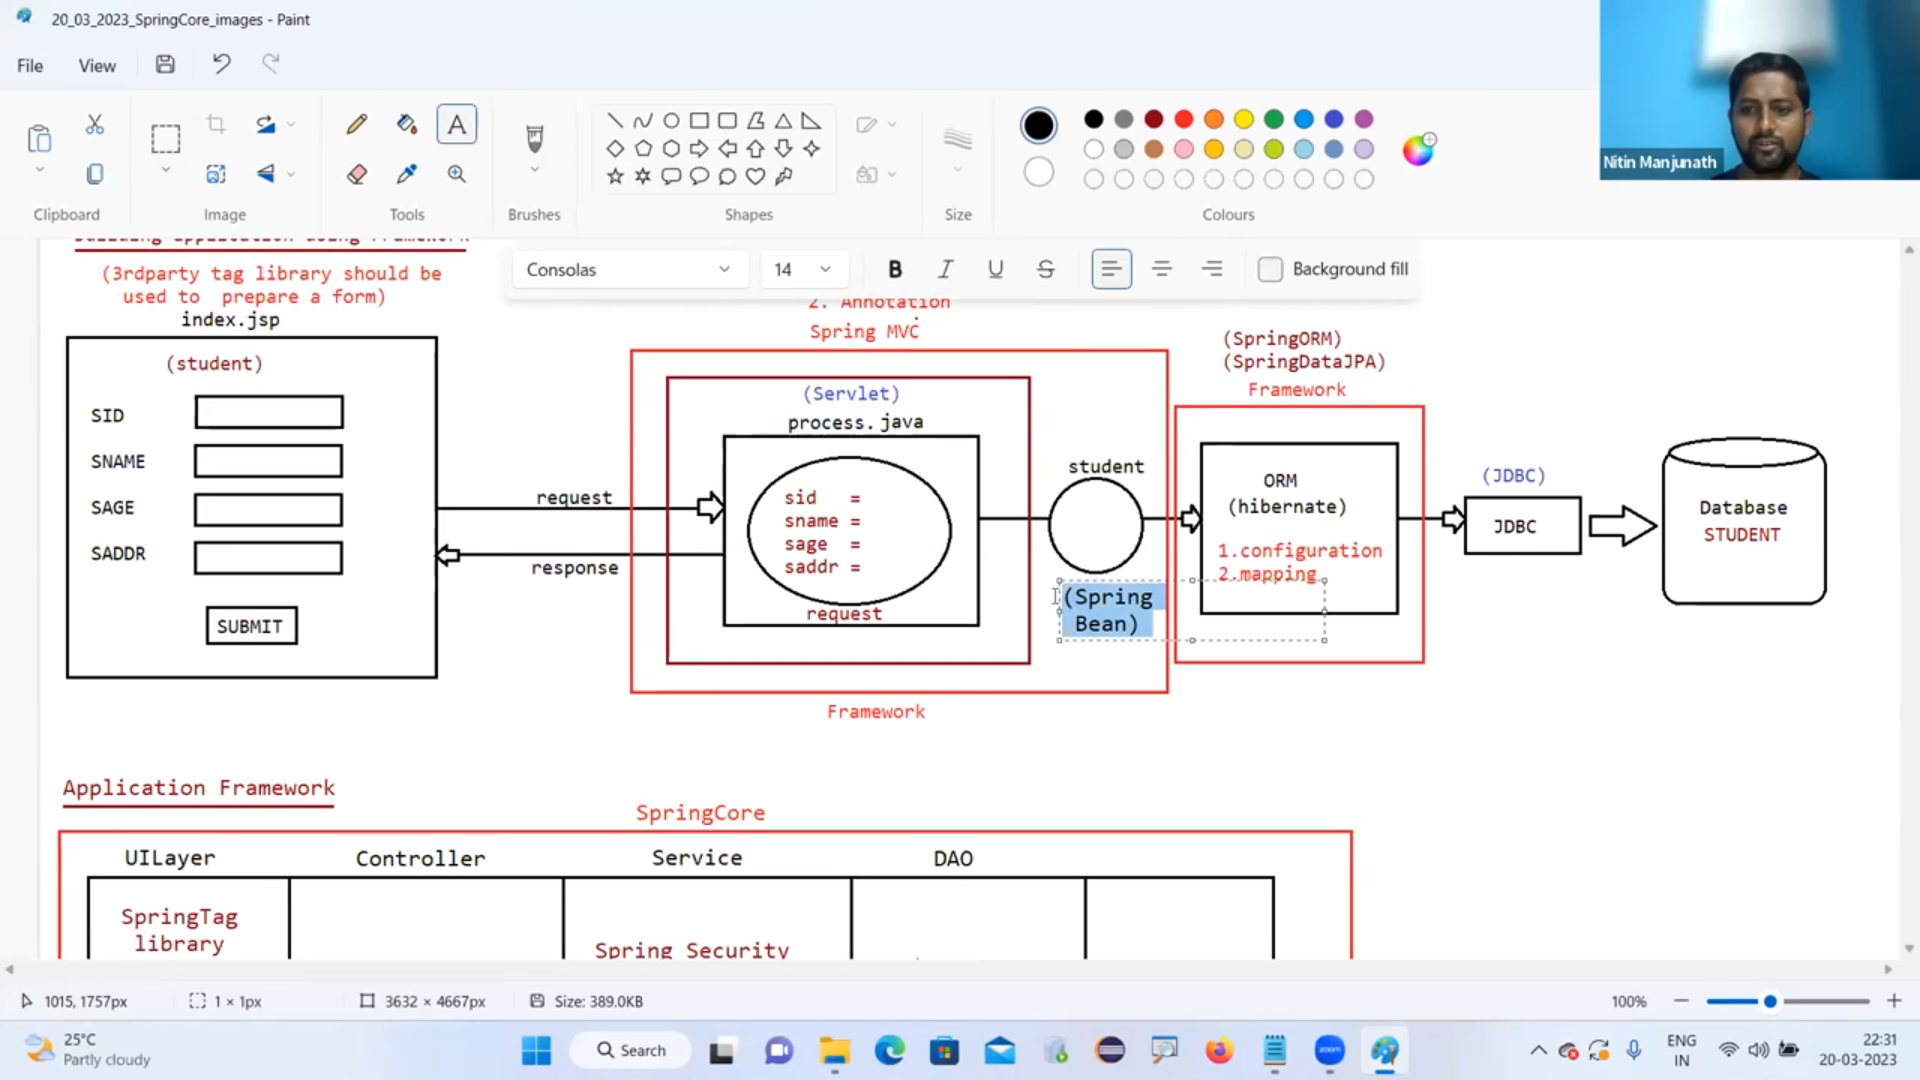 20_03_2023_SpringCore_images - Paint
File
View
Clipboard
Image
Tools
Brushes
Shapes
Size
Colours
Nitin Manjunath
Consolas
14
B
I
U
S
Background fill
Building application using Framework
(3rdparty tag library should be
used to prepare a form)
index.jsp
(student)
SID
SNAME
SAGE
SADDR
SUBMIT
request
response
2. Annotation
Spring MVC
(Servlet)
process.java
sid =
sname =
sage =
saddr =
request
Framework
student
(Spring
Bean)
(SpringORM)
(SpringDataJPA)
Framework
ORM
(hibernate)
1.configuration
2.mapping
(JDBC)
JDBC
Database
STUDENT
Application Framework
SpringCore
UILayer
Controller
Service
DAO
SpringTag
library
Spring Security
1015, 1757px
1 × 1px
3632 × 4667px
Size: 389.0KB
100%
25°C
Partly cloudy
Search
zoom
ENG
IN
22:31
20-03-2023